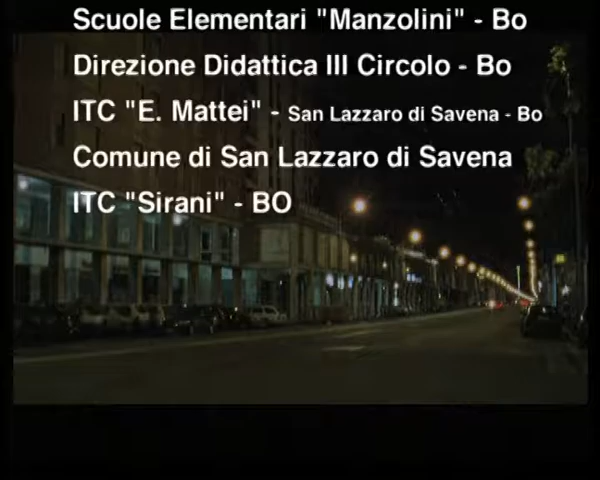 Scuole Elementari "Manzolini" - Bo
Direzione Didattica III Circolo - Bo
ITC "E. Mattei" - San Lazzaro di Savena - Bo
Comune di San Lazzaro di Savena
ITC "Sirani" - BO